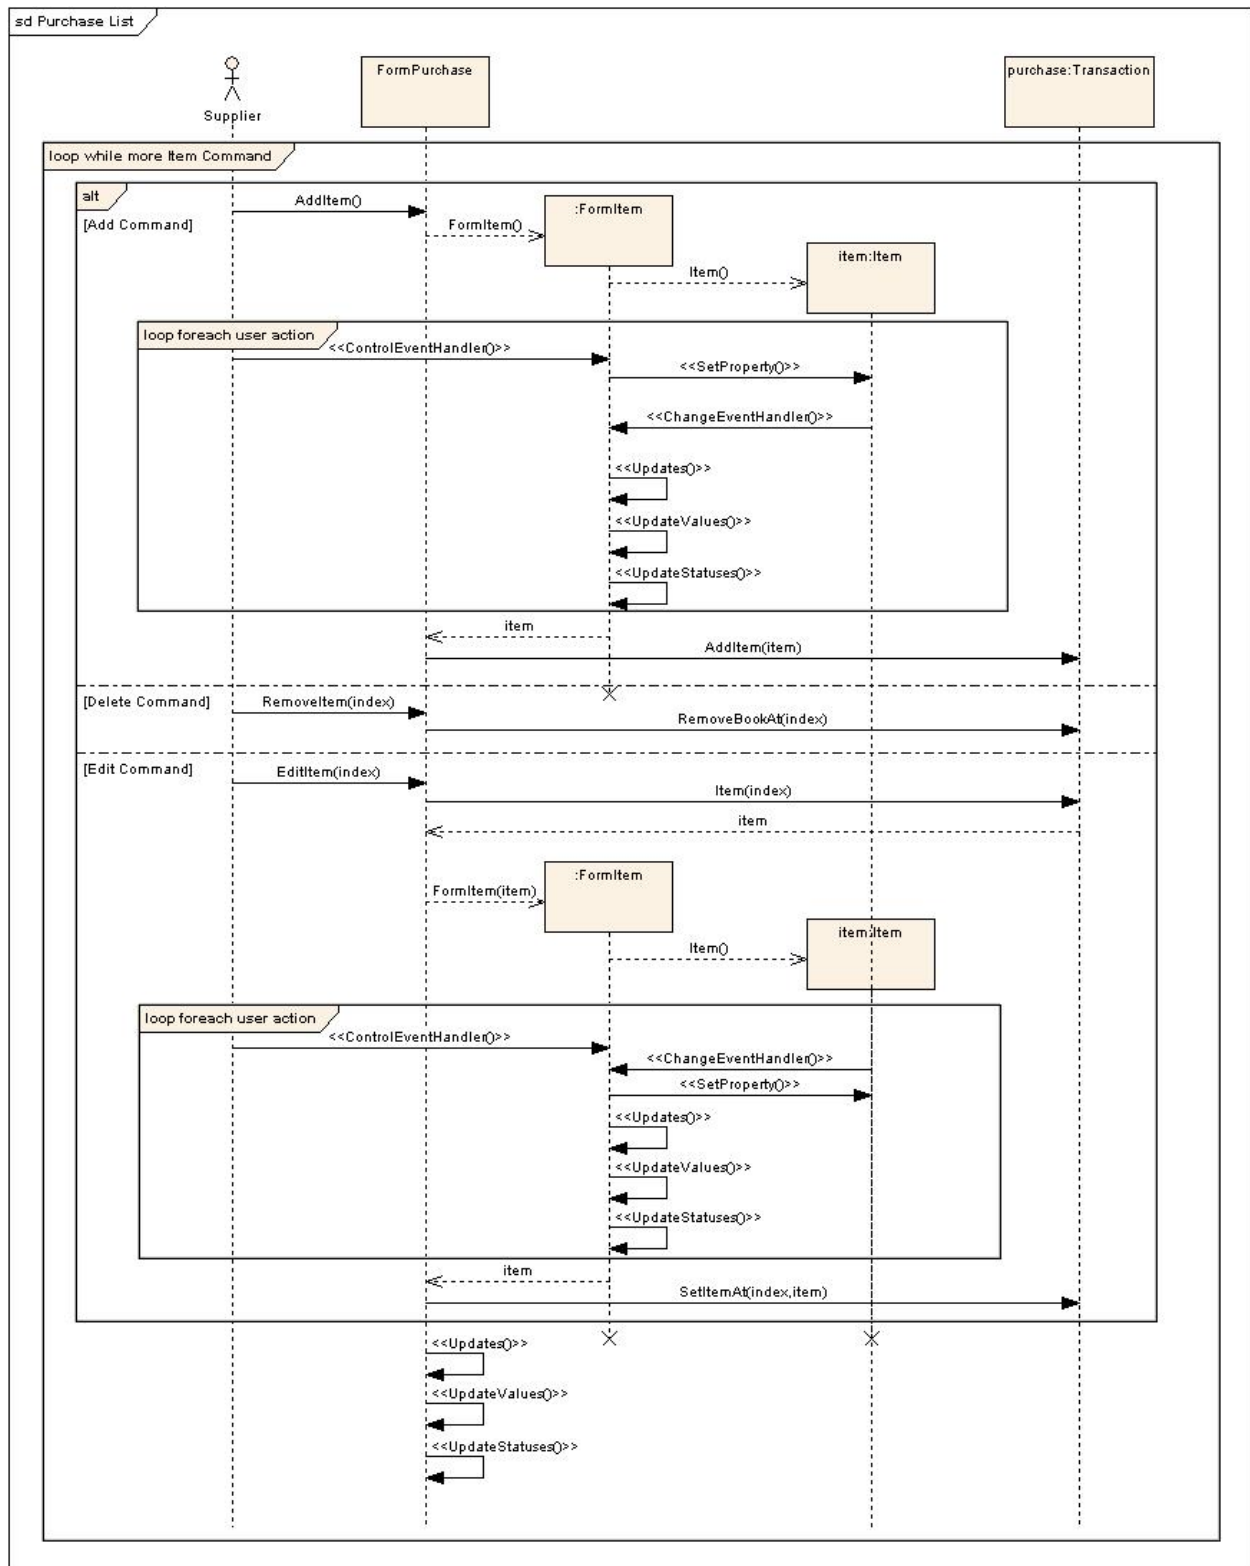 sd Purchase List
Supplier
FormPurchase
purchase:Transaction
loop while more Item Command
alt
[Add Command]
AddItem()
FormItem()
:FormItem
Item()
item:Item
loop foreach user action
<<ControlEventHandler()>>
<<SetProperty()>>
<<ChangeEventHandler()>>
<<Updates()>>
<<UpdateValues()>>
<<UpdateStatuses()>>
item
AddItem(item)
[Delete Command]
RemoveItem(index)
RemoveBookAt(index)
[Edit Command]
EditItem(index)
Item(index)
item
FormItem(item)
:FormItem
Item()
item:Item
loop foreach user action
<<ControlEventHandler()>>
<<ChangeEventHandler()>>
<<SetProperty()>>
<<Updates()>>
<<UpdateValues()>>
<<UpdateStatuses()>>
item
SetItemAt(index,item)
<<Updates()>>
<<UpdateValues()>>
<<UpdateStatuses()>>